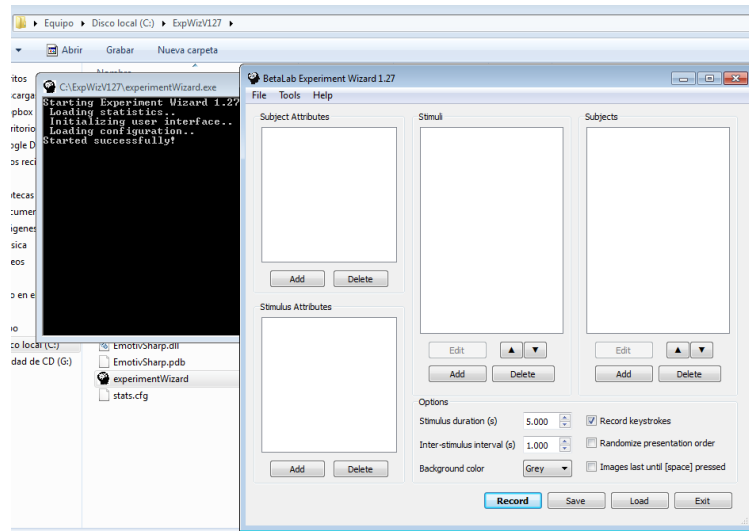 Equipo ▸ Disco local (C:) ▸ ExpWizV127 ▸
Abrir Grabar Nueva carpeta
C:\ExpWizV127\experimentWizard.exe
Starting Experiment Wizard 1.27
Loading statistics..
Initializing user interface..
Loading configuration..
Started successfully!
EmotivSharp.dll
EmotivSharp.pdb
experimentWizard
stats.cfg
dad de CD (G:)
BetaLab Experiment Wizard 1.27
File Tools Help
Subject Attributes
Add Delete
Stimulus Attributes
Add Delete
Stimuli
Edit ▲ ▼
Add Delete
Subjects
Edit ▲ ▼
Add Delete
Options
Stimulus duration (s) 5.000 Record keystrokes
Inter-stimulus interval (s) 1.000 Randomize presentation order
Background color Grey Images last until [space] pressed
Record Save Load Exit